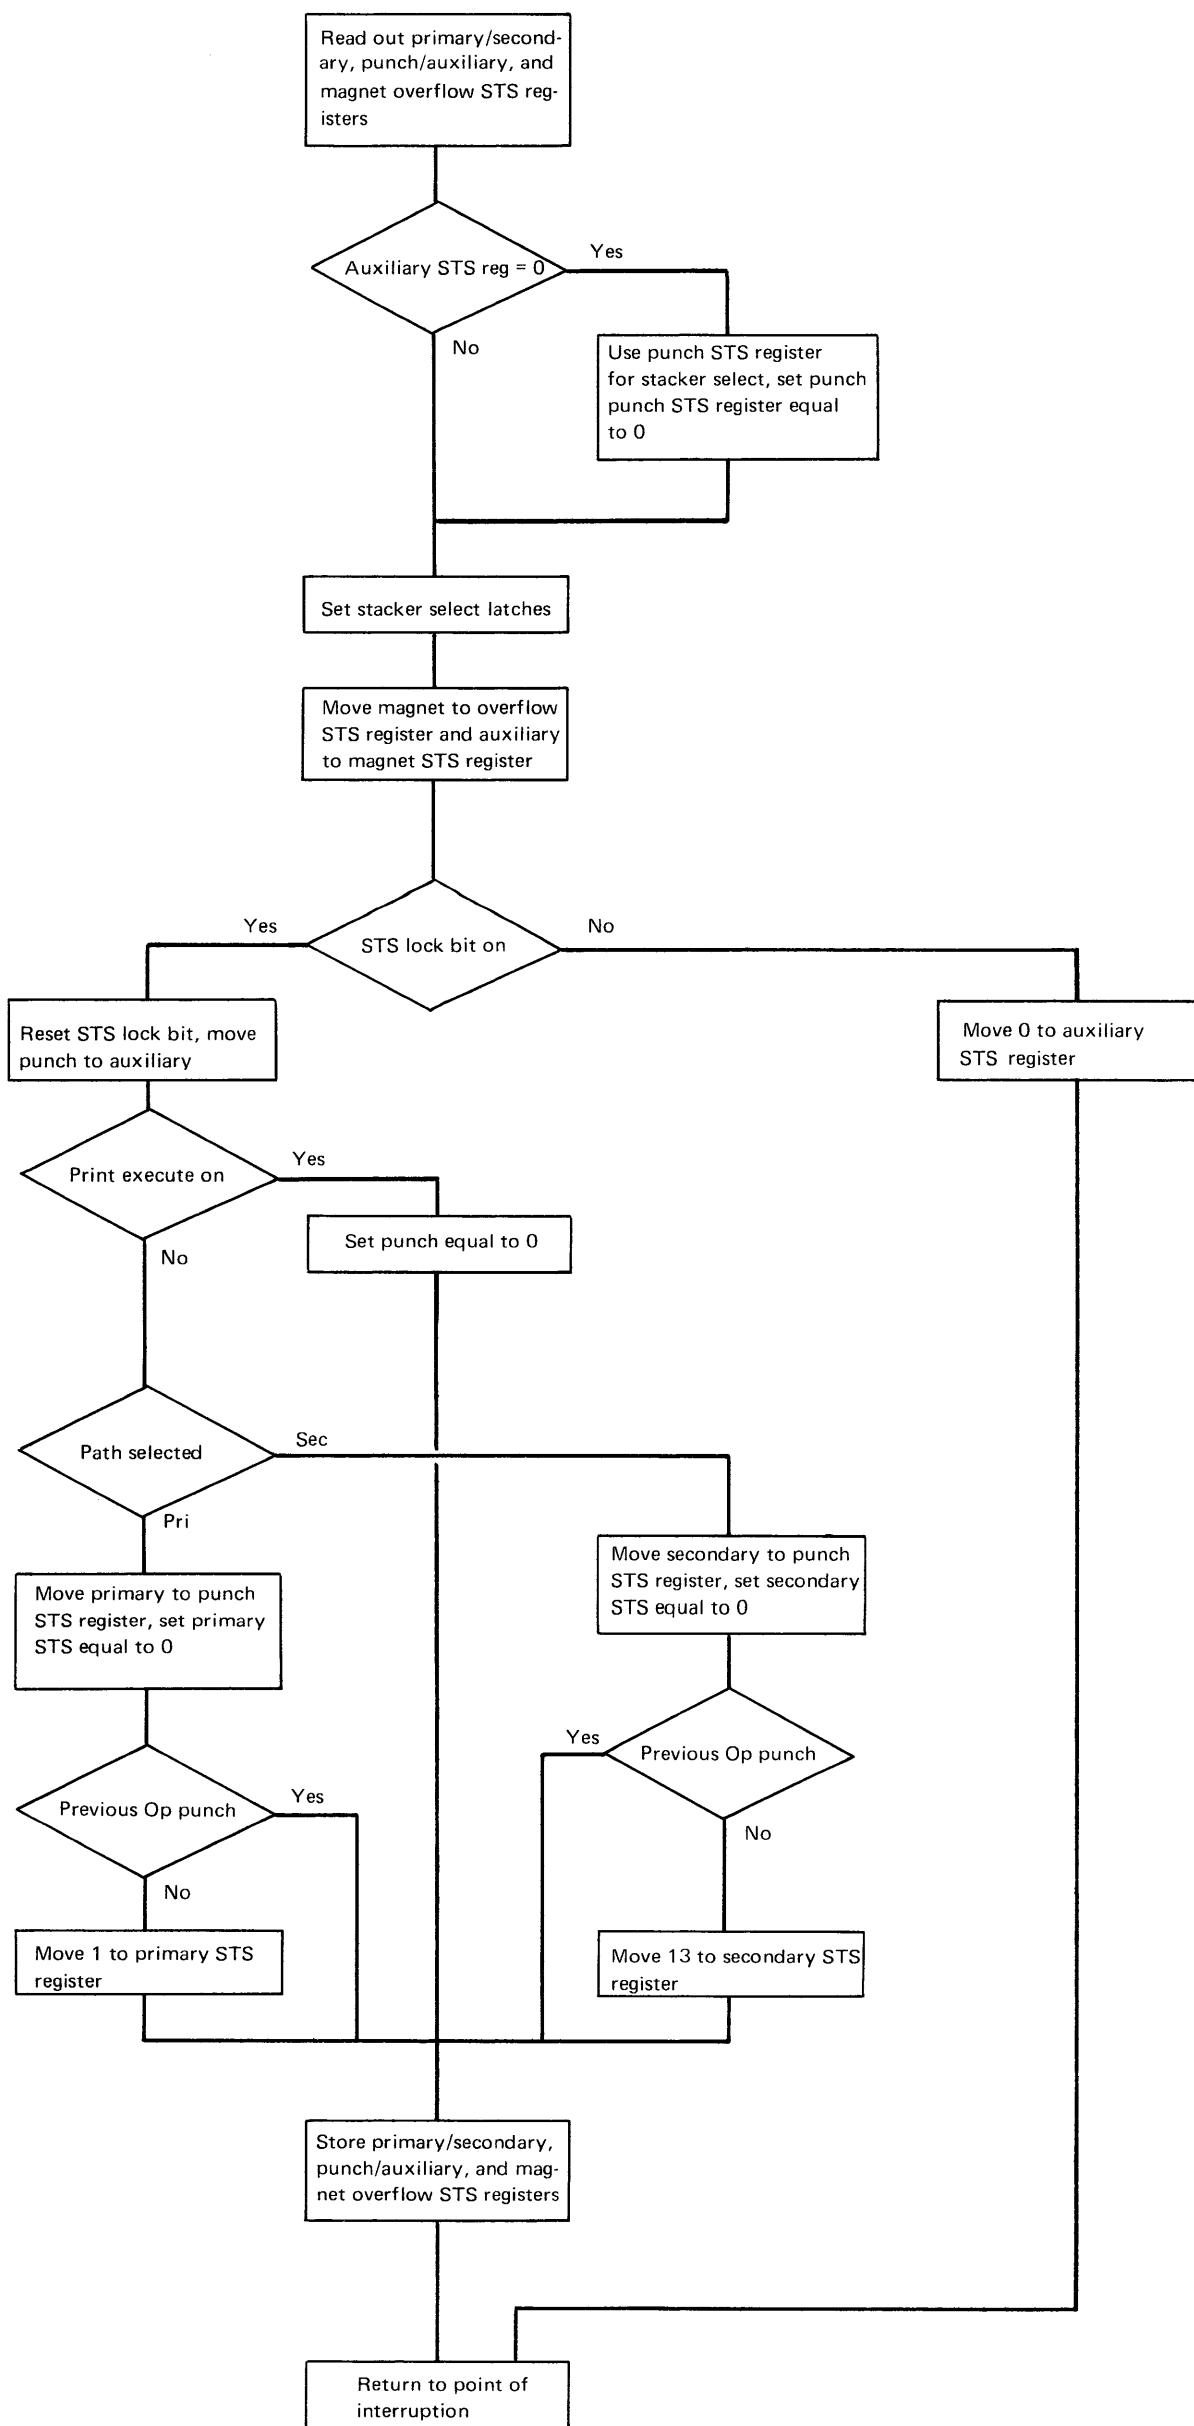 Read out primary/second-
ary, punch/auxiliary, and
magnet overflow STS reg-
isters
Auxiliary STS reg = 0
Yes
No
Use punch STS register
for stacker select, set punch
punch STS register equal
to 0
Set stacker select latches
Move magnet to overflow
STS register and auxiliary
to magnet STS register
Yes
STS lock bit on
No
Reset STS lock bit, move
punch to auxiliary
Move 0 to auxiliary
STS register
Print execute on
Yes
No
Set punch equal to 0
Path selected
Sec
Pri
Move primary to punch
STS register, set primary
STS equal to 0
Move secondary to punch
STS register, set secondary
STS equal to 0
Previous Op punch
Yes
No
Yes
Previous Op punch
No
Move 1 to primary STS
register
Move 13 to secondary STS
register
Store primary/secondary,
punch/auxiliary, and mag-
net overflow STS registers
Return to point of
interruption